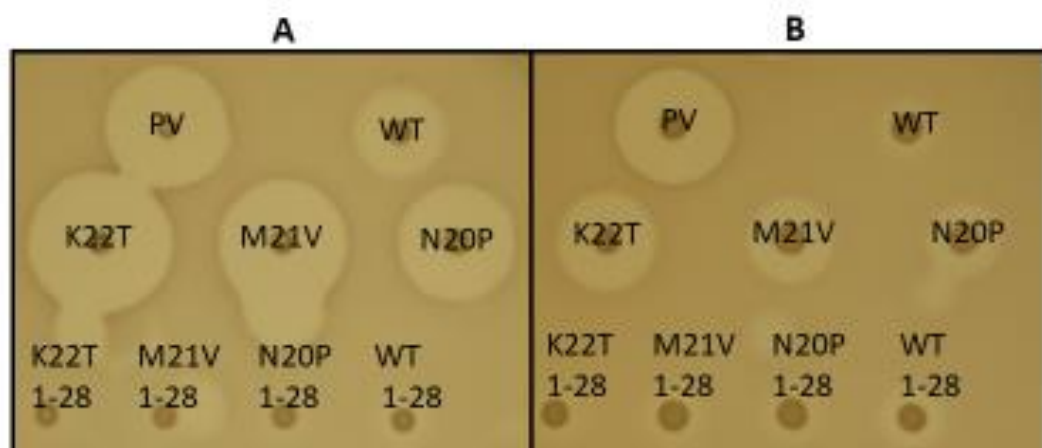 A
B
PV
WT
PV
WT
K22T
M21V
N20P
K22T
M21V
N20P
K22T M21V N20P WT
1-28 1-28 1-28 1-28
K22T M21V N20P WT
1-28 1-28 1-28 1-28